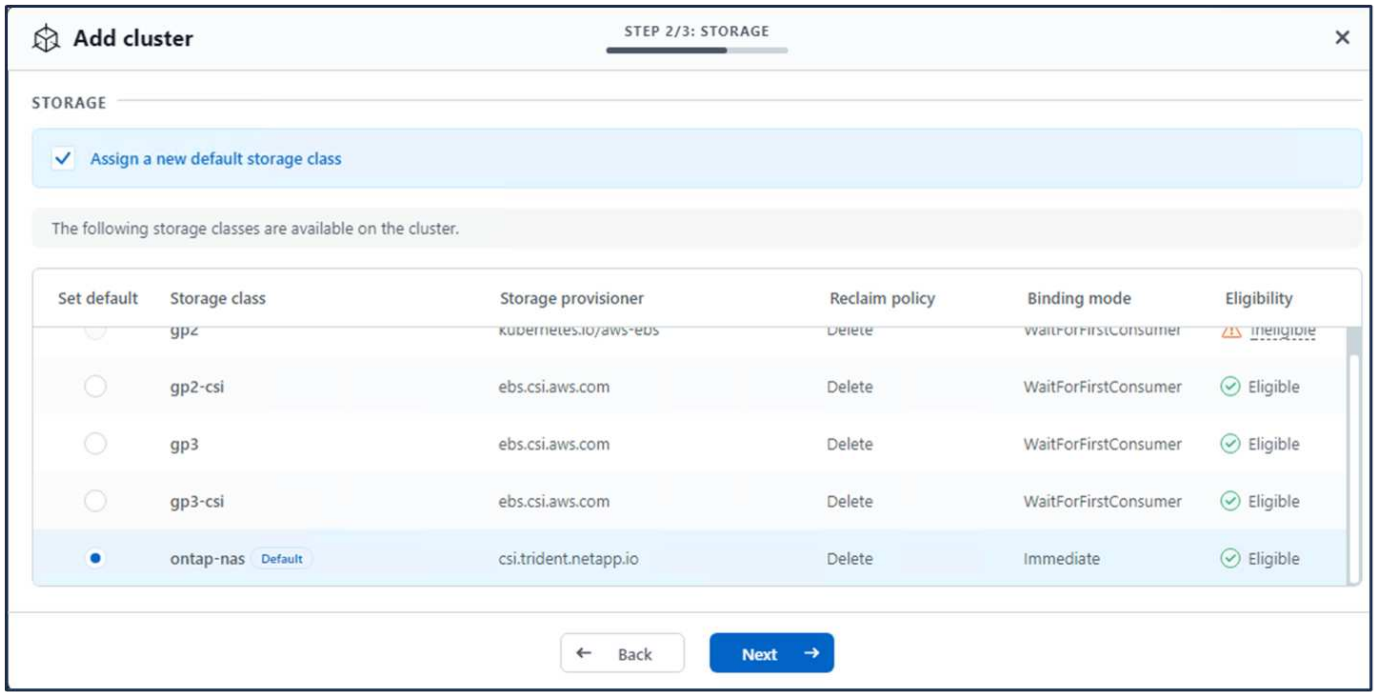 Add cluster
STEP 2/3: STORAGE
STORAGE
Assign a new default storage class
The following storage classes are available on the cluster.
Set default Storage class Storage provisioner Reclaim policy Binding mode Eligibility
gp2 kubernetes.io/aws-ebs Delete WaitForFirstConsumer Ineligible
gp2-csi ebs.csi.aws.com Delete WaitForFirstConsumer Eligible
gp3 ebs.csi.aws.com Delete WaitForFirstConsumer Eligible
gp3-csi ebs.csi.aws.com Delete WaitForFirstConsumer Eligible
ontap-nas Default csi.trident.netapp.io Delete Immediate Eligible
Back Next